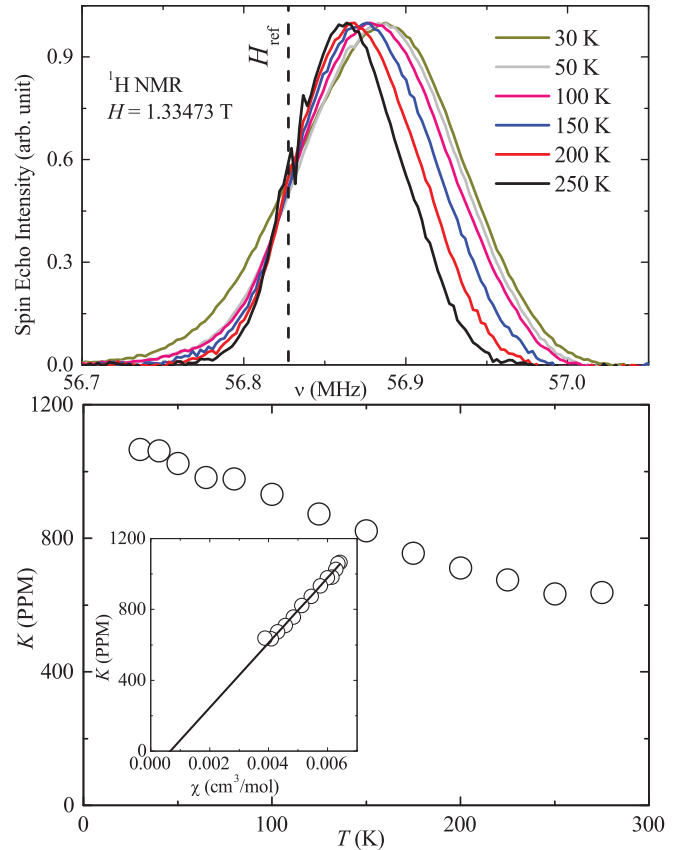 1.0
0.9
0.6
0.3
0.0
Spin Echo Intensity (arb. unit)
¹H NMR
H = 1.33473 T
H_ref
30 K
50 K
100 K
150 K
200 K
250 K
56.7
56.8
56.9
57.0
ν (MHz)
1200
800
400
0
K (PPM)
0
100
200
300
T (K)
1200
800
400
0
K (PPM)
0.000
0.002
0.004
0.006
χ (cm³/mol)